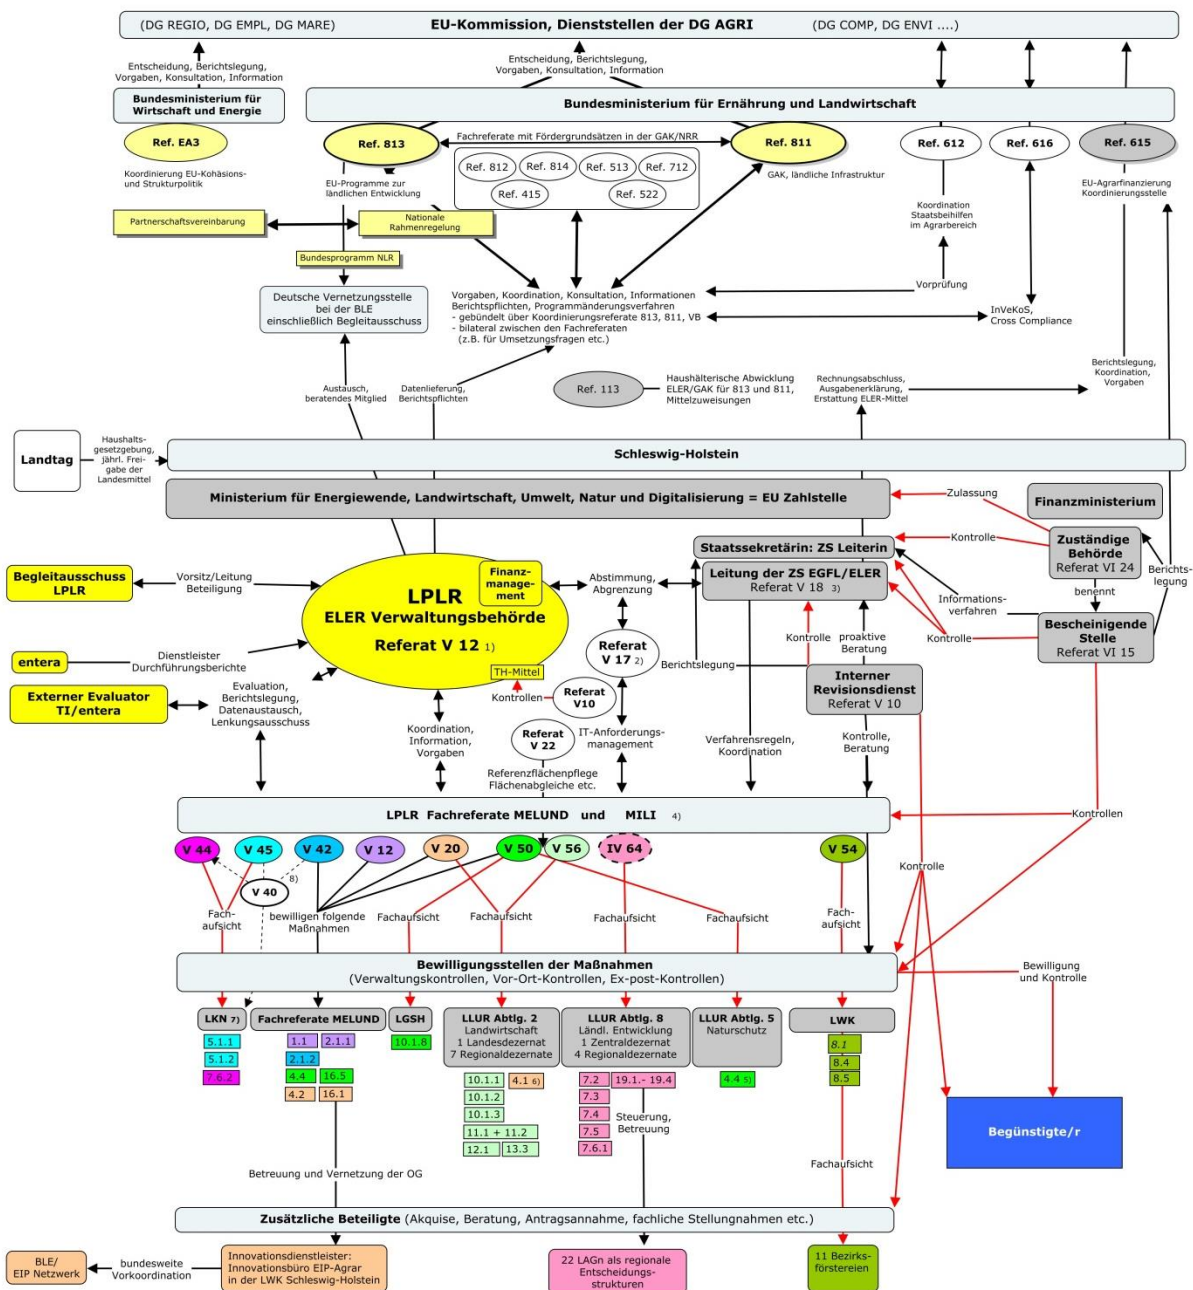 (DG REGIO, DG EMPL, DG MARE)
EU-Kommission, Dienststellen der DG AGRI
(DG COMP, DG ENVI ....)
Entscheidung, Berichtslegung,
Vorgaben, Konsultation, Information
Entscheidung, Berichtslegung,
Vorgaben, Konsultation, Information
Bundesministerium für
Wirtschaft und Energie
Bundesministerium für Ernährung und Landwirtschaft
Ref. EA3
Ref. 813
Fachreferate mit Fördergrundsätzen in der GAK/NRR
Ref. 811
Ref. 612
Ref. 616
Ref. 615
Ref. 812
Ref. 814
Ref. 513
Ref. 712
Ref. 415
Ref. 522
Koordinierung EU-Kohäsions-
und Strukturpolitik
EU-Programme zur
ländlichen Entwicklung
GAK, ländliche Infrastruktur
EU-Agrarfinanzierung
Koordinierungsstelle
Koordination
Staatsbeihilfen
im Agrarbereich
Partnerschaftsvereinbarung
Nationale
Rahmenregelung
Bundesprogramm NLR
Vorprüfung
Deutsche Vernetzungsstelle
bei der BLE
einschließlich Begleitausschuss
Vorgaben, Koordination, Konsultation, Informationen
Berichtspflichten, Programmänderungsverfahren
- gebündelt über Koordinierungsreferate 813, 811, VB
- bilateral zwischen den Fachreferaten
(z.B. für Umsetzungsfragen etc.)
InVeKoS,
Cross Compliance
Berichtslegung,
Koordination,
Vorgaben
Austausch,
beratendes Mitglied
Datenlieferung,
Berichtspflichten
Ref. 113
Haushälterische Abwicklung
ELER/GAK für 813 und 811,
Mittelzuweisungen
Rechnungsabschluss,
Ausgabenerklärung,
Erstattung ELER-Mittel
Landtag
Haushalts-
gesetzgebung,
jährl. Frei-
gabe der
Landesmittel
Schleswig-Holstein
Ministerium für Energiewende, Landwirtschaft, Umwelt, Natur und Digitalisierung = EU Zahlstelle
Zulassung
Finanzministerium
Kontrolle
Zuständige
Behörde
Referat VI 24
Staatssekretärin: ZS Leiterin
Begleitausschuss
LPLR
Vorsitz/Leitung
Beteiligung
Finanz-
manage-
ment
LPLR
ELER Verwaltungsbehörde
Referat V 12 1)
Abstimmung,
Abgrenzung
Leitung der ZS EGFL/ELER
Referat V 18 3)
Berichts-
legung
benennt
Informations-
verfahren
Bescheinigende
Stelle
Referat VI 15
Kontrolle
Kontrolle
proaktive
Beratung
entera
Dienstleister
Durchführungsberichte
Referat
V 17 2)
Berichtslegung
TH-Mittel
Interner
Revisionsdienst
Referat V 10
Externer Evaluator
TI/entera
Evaluation,
Berichtslegung,
Datenaustausch,
Lenkungsausschuss
Kontrollen
Referat
V10
Koordination,
Information,
Vorgaben
Referat
V 22
IT-Anforderungs-
management
Verfahrensregeln,
Koordination
Kontrolle,
Beratung
Referenzflächenpflege
Flächenabgleiche etc.
LPLR Fachreferate MELUND und MILI 4)
Kontrollen
V 44
V 45
V 42
V 12
V 20
V 50
V 56
IV 64
V 54
8)
V 40
Kontrolle
Fach-
aufsicht
bewilligen folgende
Maßnahmen
Fachaufsicht
Fachaufsicht
Fachaufsicht
Fachaufsicht
Fach-
aufsicht
Bewilligungsstellen der Maßnahmen
(Verwaltungskontrollen, Vor-Ort-Kontrollen, Ex-post-Kontrollen)
Bewilligung
und Kontrolle
LKN 7)
Fachreferate MELUND
LGSH
LLUR Abtlg. 2
Landwirtschaft
1 Landesdezernat
7 Regionaldezernate
LLUR Abtlg. 8
Ländl. Entwicklung
1 Zentraldezernat
4 Regionaldezernate
LLUR Abtlg. 5
Naturschutz
LWK
5.1.1
5.1.2
7.6.2
1.1
2.1.1
2.1.2
4.4
16.5
4.2
16.1
10.1.8
10.1.1
4.1 6)
10.1.2
10.1.3
11.1 + 11.2
12.1
13.3
7.2
19.1.- 19.4
7.3
7.4
7.5
7.6.1
4.4 5)
8.1
8.4
8.5
Steuerung,
Betreuung
Begünstigte/r
Betreuung und Vernetzung der OG
Fachaufsicht
Zusätzliche Beteiligte (Akquise, Beratung, Antragsannahme, fachliche Stellungnahmen etc.)
BLE/
EIP Netzwerk
bundesweite
Vorkoordination
Innovationsdienstleister:
Innovationsbüro EIP-Agrar
in der LWK Schleswig-Holstein
22 LAGn als regionale
Entscheidungs-
strukturen
11 Bezirks-
förstereien